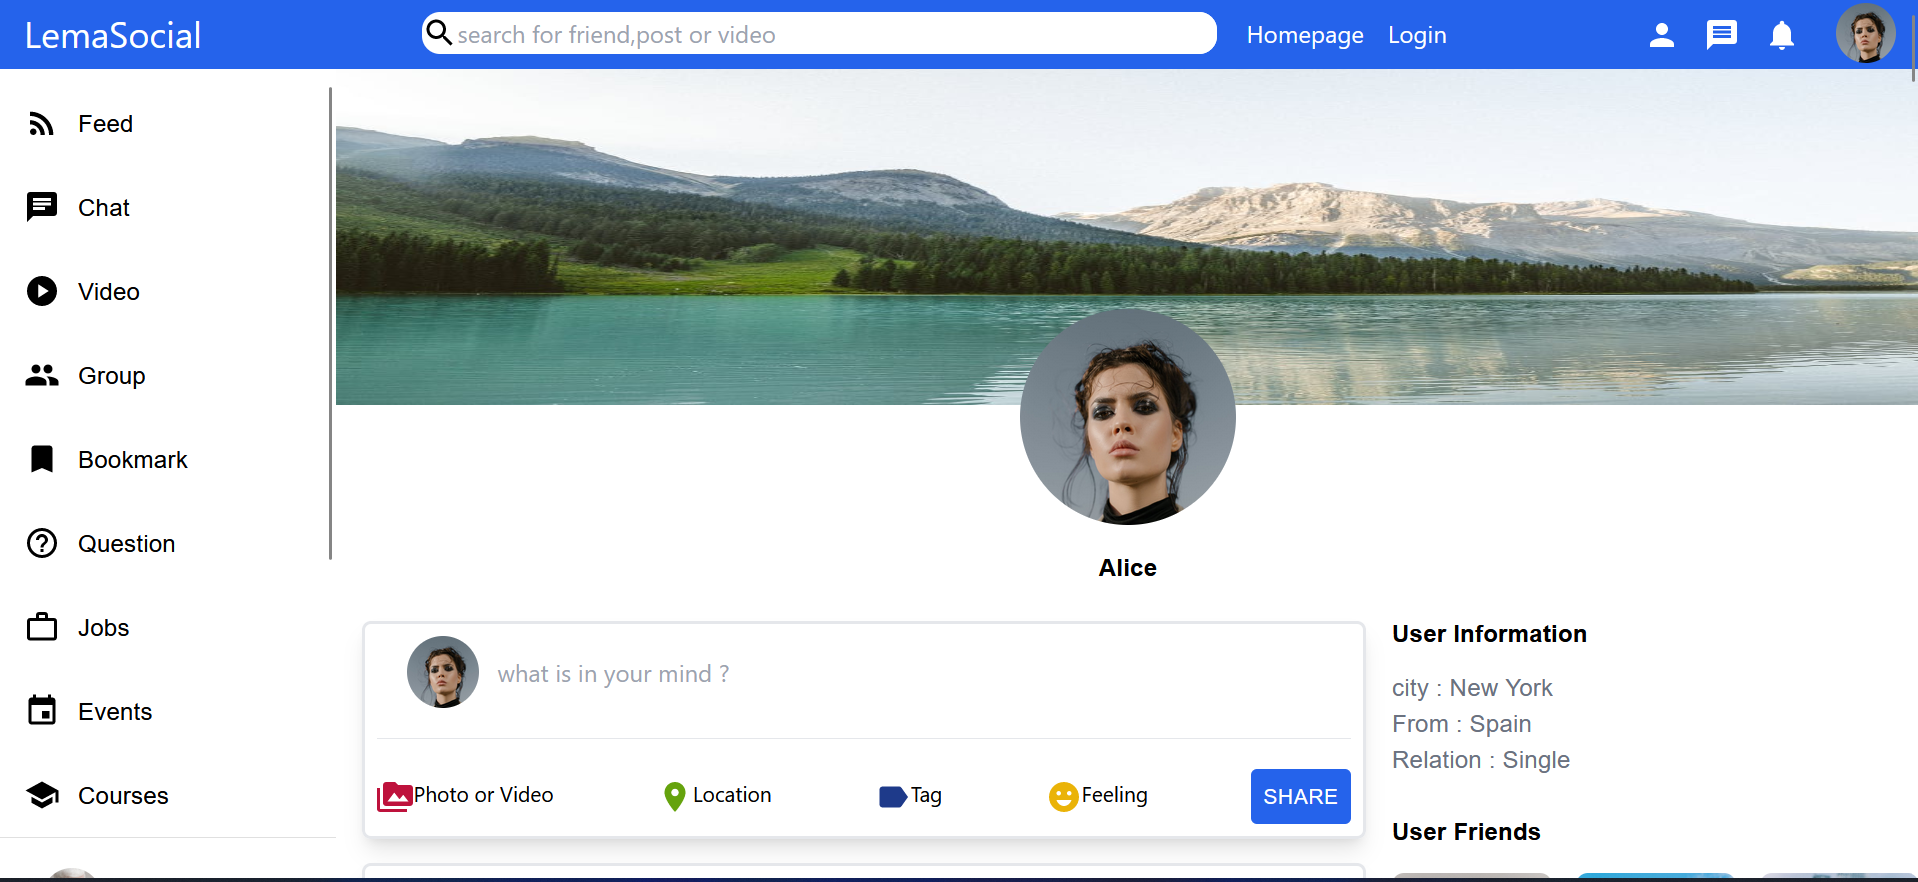 LemaSocial
search for friend,post or video
Homepage
Login
Feed
Chat
Video
Group
Bookmark
Question
Jobs
Events
Courses
Alice
what is in your mind ?
Photo or Video
Location
Tag
Feeling
SHARE
User Information
city : New York
From : Spain
Relation : Single
User Friends